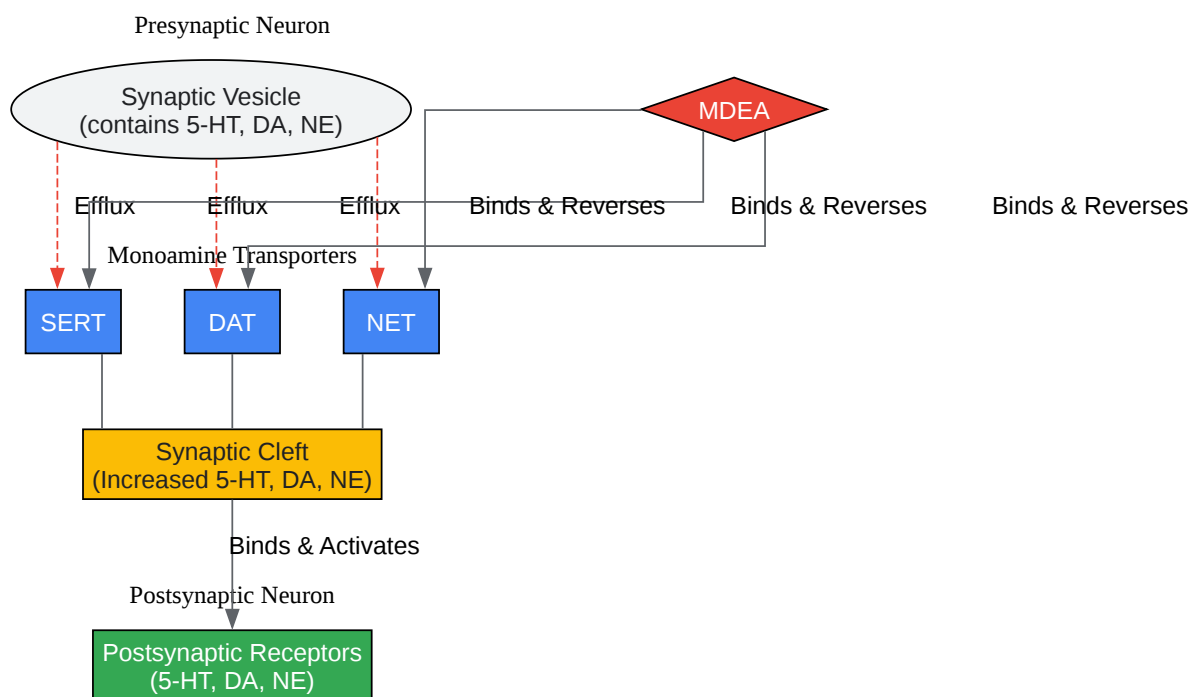 Presynaptic Neuron
Synaptic Vesicle
(contains 5-HT, DA, NE)
MDEA
Efflux
Efflux
Efflux
Binds & Reverses
Binds & Reverses
Binds & Reverses
Monoamine Transporters
SERT
DAT
NET
Synaptic Cleft
(Increased 5-HT, DA, NE)
Binds & Activates
Postsynaptic Neuron
Postsynaptic Receptors
(5-HT, DA, NE)